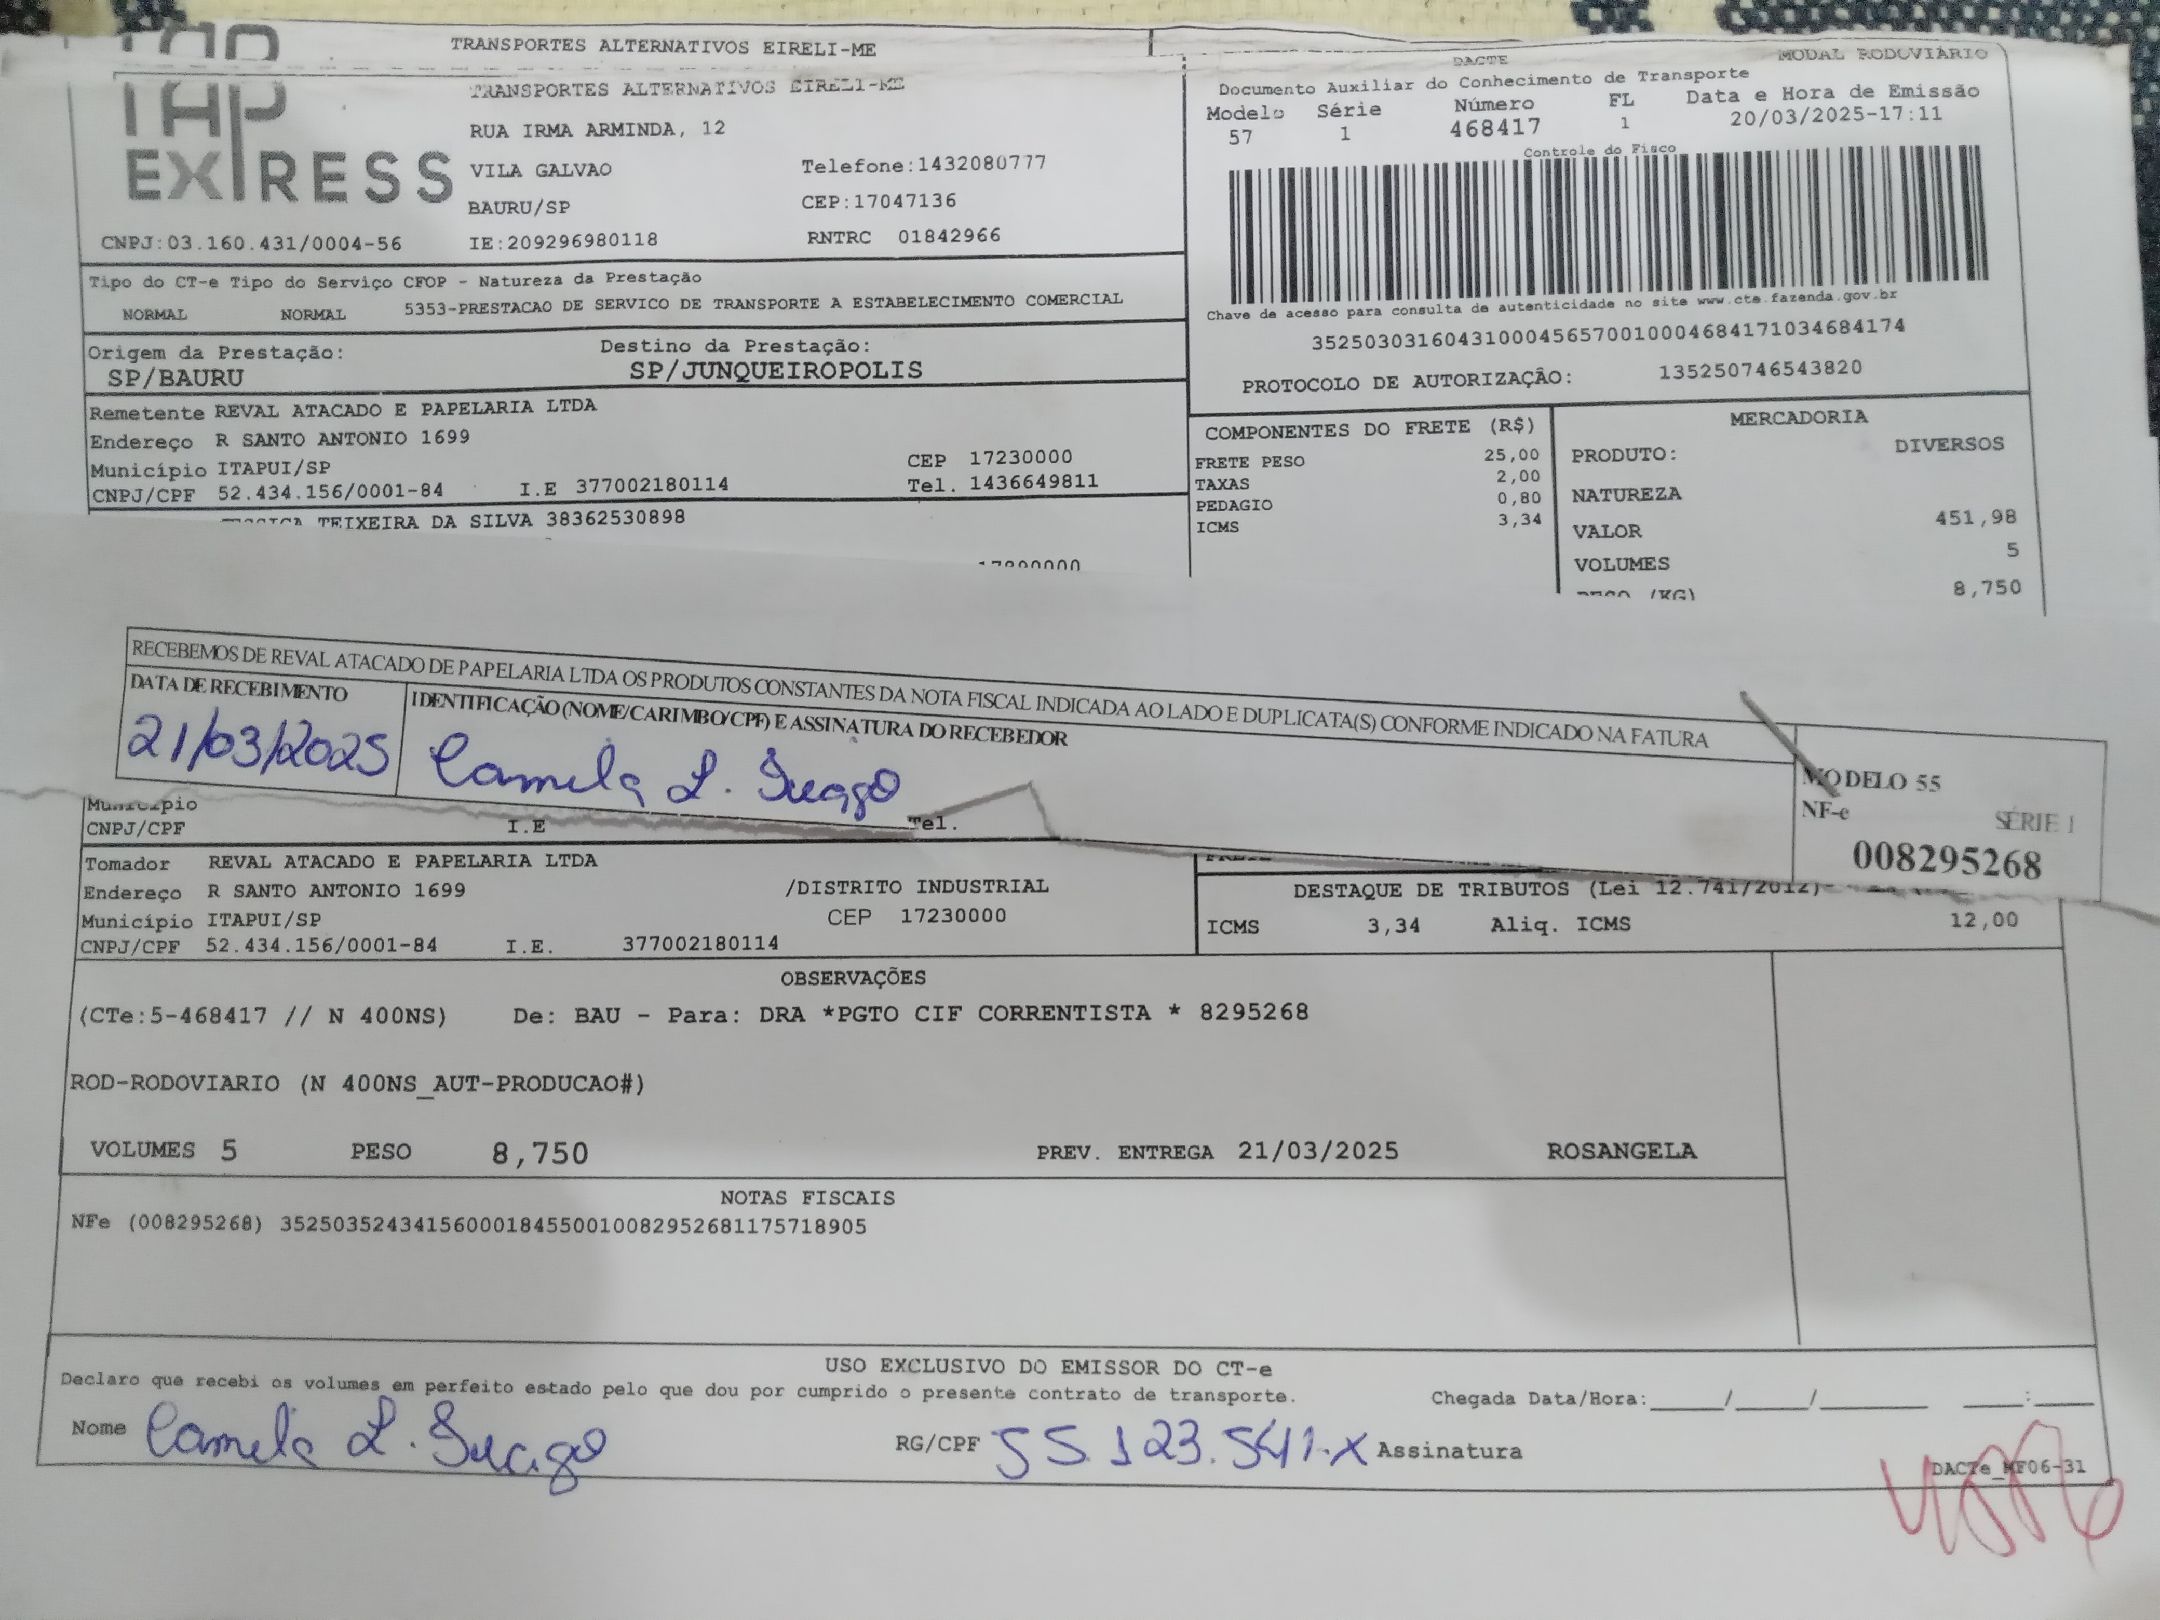 TRANSPORTES ALTERNATIVOS EIRELI-ME
TAP EXPRESS
TRANSPORTES ALTERNATIVOS EIRELI-ME
RUA IRMA ARMINDA, 12
VILA GALVAO Telefone:1432080777
BAURU/SP CEP:17047136
CNPJ:03.160.431/0004-56 IE:209296980118 RNTRC 01842966
DACTE MODAL RODOVIÁRIO
Documento Auxiliar do Conhecimento de Transporte
Modelo Série Número FL Data e Hora de Emissão
57 1 468417 1 20/03/2025-17:11
Controle do Fisco
Chave de acesso para consulta de autenticidade no site www.cte.fazenda.gov.br
35250303160431000456570010004684171034684174
PROTOCOLO DE AUTORIZAÇÃO: 135250746543820
Tipo do CT-e Tipo do Serviço CFOP - Natureza da Prestação
NORMAL NORMAL 5353-PRESTACAO DE SERVICO DE TRANSPORTE A ESTABELECIMENTO COMERCIAL
Origem da Prestação: Destino da Prestação:
SP/BAURU SP/JUNQUEIROPOLIS
Remetente REVAL ATACADO E PAPELARIA LTDA
Endereço R SANTO ANTONIO 1699
Município ITAPUI/SP CEP 17230000
CNPJ/CPF 52.434.156/0001-84 I.E 377002180114 Tel. 1436649811
TEIXEIRA DA SILVA 38362530898
COMPONENTES DO FRETE (R$)
FRETE PESO 25,00
TAXAS 2,00
PEDAGIO 0,80
ICMS 3,34
MERCADORIA
PRODUTO: DIVERSOS
NATUREZA
VALOR 451,98
VOLUMES 5
PESO (KG) 8,750
RECEBEMOS DE REVAL ATACADO DE PAPELARIA LTDA OS PRODUTOS CONSTANTES DA NOTA FISCAL INDICADA AO LADO E DUPLICATA(S) CONFORME INDICADO NA FATURA
DATA DE RECEBIMENTO IDENTIFICAÇÃO (NOME/CARIMBO/CPF) E ASSINATURA DO RECEBEDOR
21/03/2025 Camila L.
MODELO 55
NF-e SÉRIE 1
008295268
Município
CNPJ/CPF I.E Tel.
Tomador REVAL ATACADO E PAPELARIA LTDA
Endereço R SANTO ANTONIO 1699 /DISTRITO INDUSTRIAL
Município ITAPUI/SP CEP 17230000
CNPJ/CPF 52.434.156/0001-84 I.E. 377002180114
DESTAQUE DE TRIBUTOS (Lei 12.741/2012)
ICMS 3,34 Aliq. ICMS 12,00
OBSERVAÇÕES
(CTe:5-468417 // N 400NS) De: BAU - Para: DRA *PGTO CIF CORRENTISTA * 8295268
ROD-RODOVIARIO (N 400NS_AUT-PRODUCAO#)
VOLUMES 5 PESO 8,750 PREV. ENTREGA 21/03/2025 ROSANGELA
NOTAS FISCAIS
NFe (008295268) 35250352434156000184550010082952681175718905
USO EXCLUSIVO DO EMISSOR DO CT-e
Declaro que recebi os volumes em perfeito estado pelo que dou por cumprido o presente contrato de transporte.
Chegada Data/Hora:_____/_____/_______ ____:____
Nome Camila L. RG/CPF 55.123.541-X Assinatura
DACTe_MF06-31